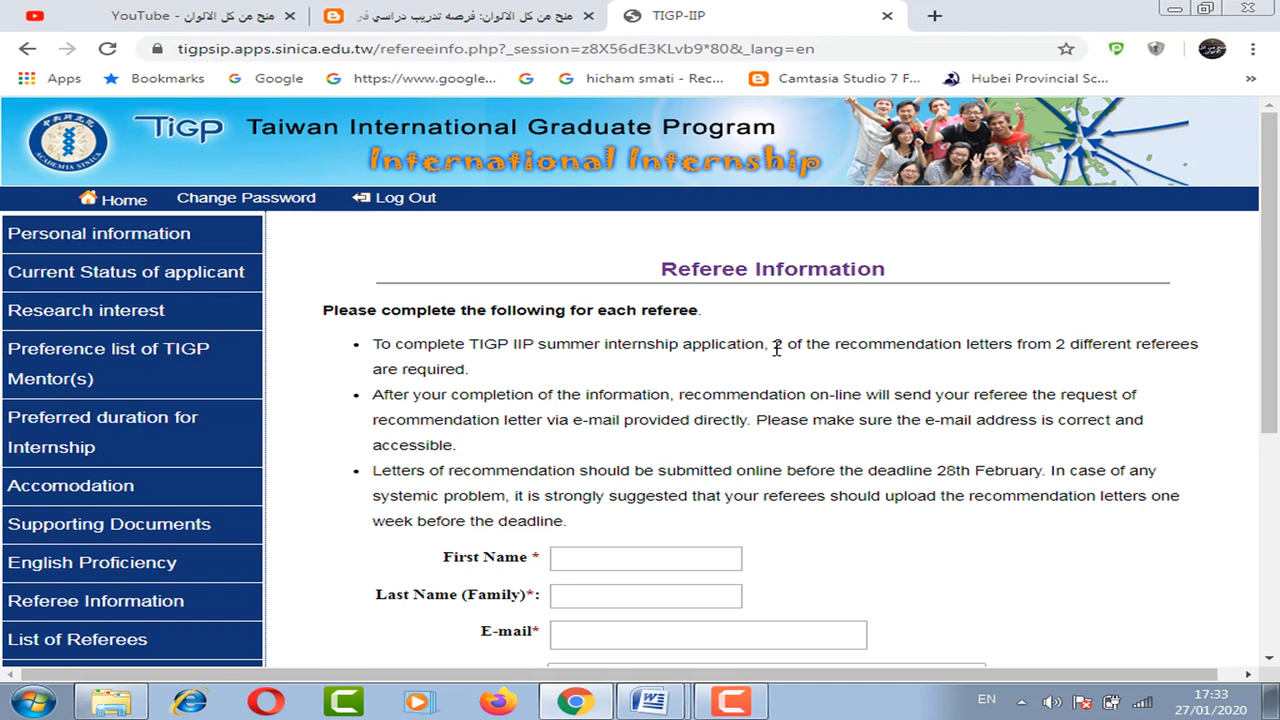 منح من كل الالوان - YouTube
منح من كل الالوان: فرصه تدريب دراسي في
TIGP-IIP
tigpsip.apps.sinica.edu.tw/refereeinfo.php?_session=z8X56dE3KLvb9*80&_lang=en
Apps
Bookmarks
Google
https://www.google...
hicham smati - Rec...
Camtasia Studio 7 F...
Hubei Provincial Sc...
»
ACADEMIA SINICA
TIGP
Taiwan International Graduate Program
International Internship
Home
Change Password
Log Out
Personal information
Current Status of applicant
Research interest
Preference list of TIGP
Mentor(s)
Preferred duration for
Internship
Accomodation
Supporting Documents
English Proficiency
Referee Information
List of Referees
Referee Information
Please complete the following for each referee.
• To complete TIGP IIP summer internship application, 2 of the recommendation letters from 2 different referees
are required.
• After your completion of the information, recommendation on-line will send your referee the request of
recommendation letter via e-mail provided directly. Please make sure the e-mail address is correct and
accessible.
• Letters of recommendation should be submitted online before the deadline 28th February. In case of any
systemic problem, it is strongly suggested that your referees should upload the recommendation letters one
week before the deadline.
First Name *
Last Name (Family)*:
E-mail*
EN
17:33
27/01/2020